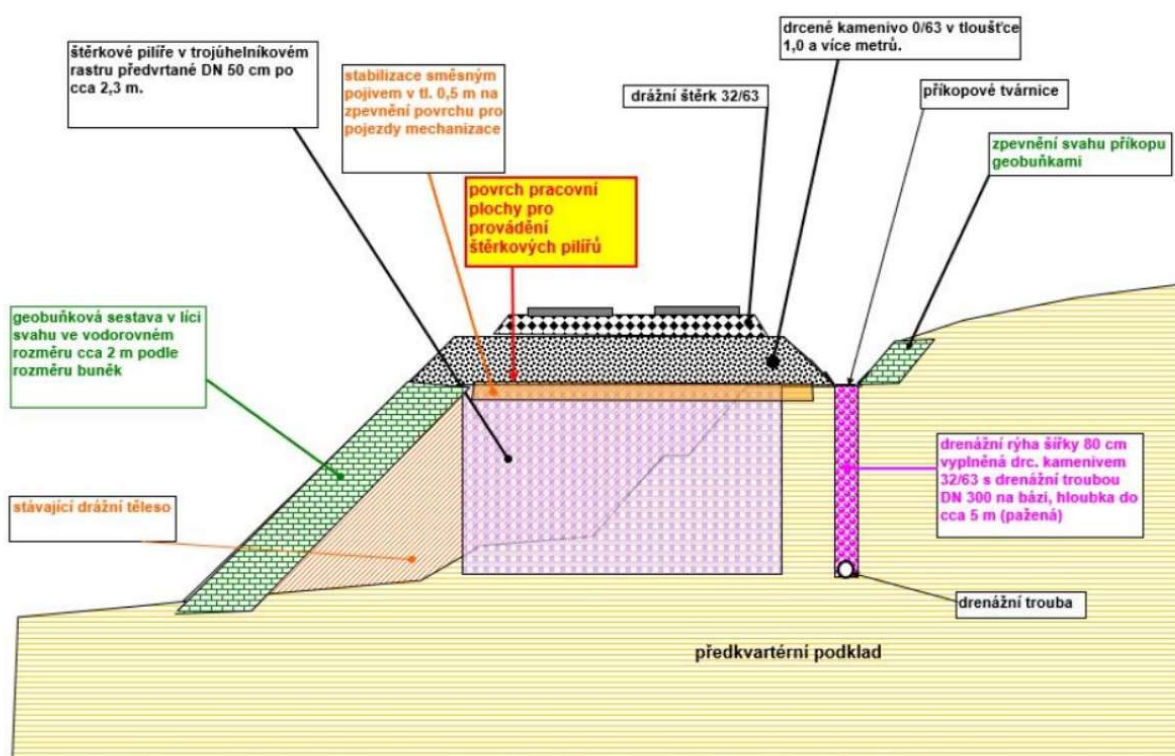 štěrkové pilíře v trojúhelníkovém
rastru předvrtané DN 50 cm po
cca 2,3 m.
stabilizace směsným
pojivem v tl. 0,5 m na
zpevnění povrchu pro
pojezdy mechanizace
drážní štěrk 32/63
drcené kamenivo 0/63 v tloušťce
1,0 a více metrů.
příkopové tvárnice
zpevnění svahu příkopu
geobuňkami
povrch pracovní
plochy pro
provádění
štěrkových pilířů
geobuňková sestava v líci
svahu ve vodorovném
rozměru cca 2 m podle
rozměru buněk
stávající drážní těleso
drenážní rýha šířky 80 cm
vyplněná drc. kamenivem
32/63 s drenážní troubou
DN 300 na bázi, hloubka do
cca 5 m (pažená)
drenážní trouba
předkvartérní podklad